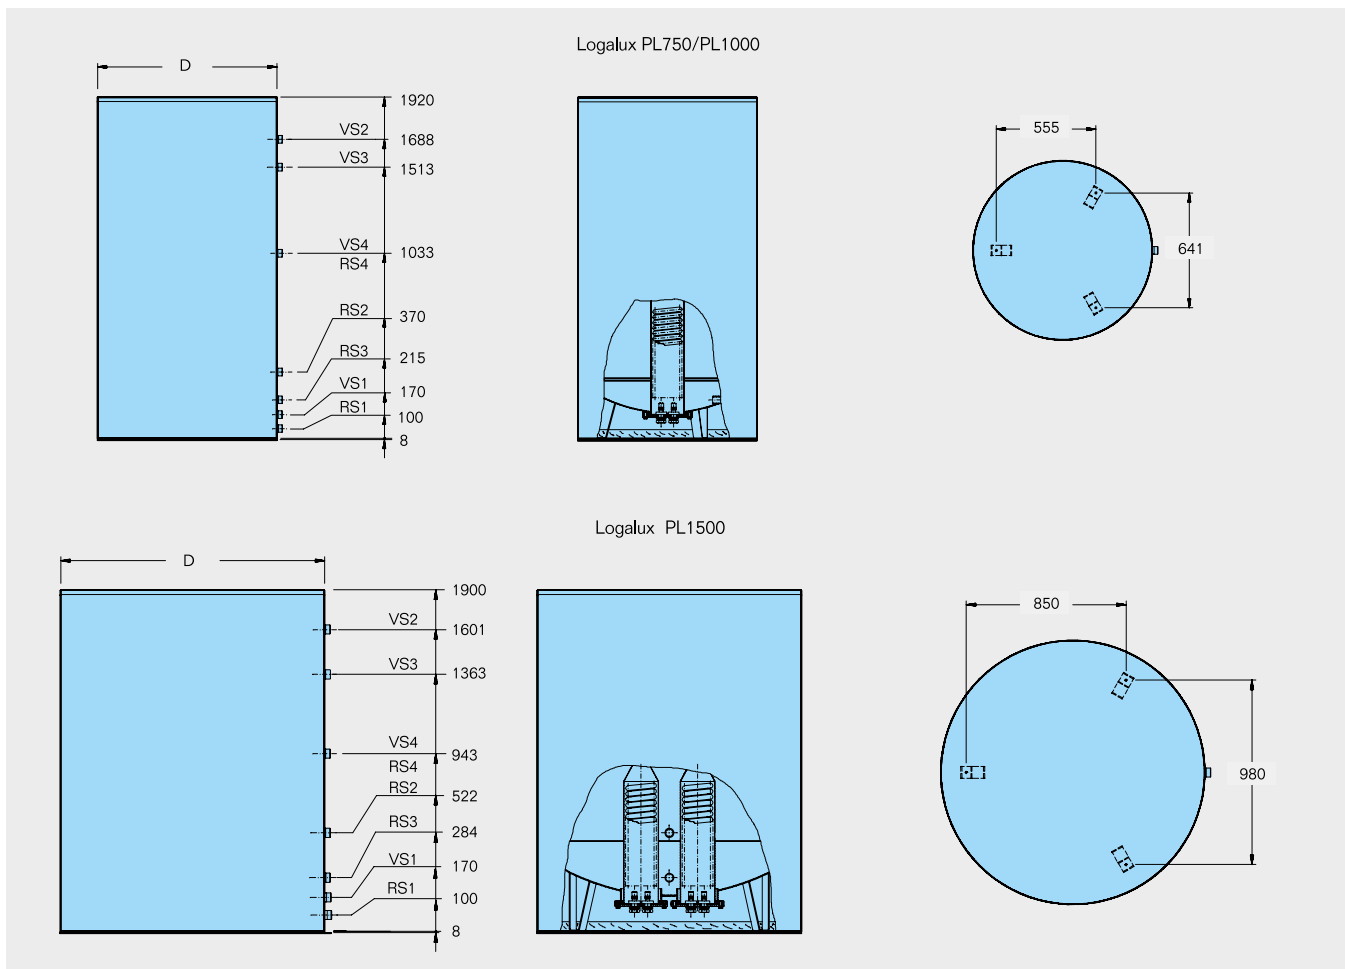 Logalux PL750/PL1000
D
1920
VS2
1688
VS3
1513
VS4
1033
RS4
RS2
370
RS3
215
VS1
170
RS1
100
8
555
641
Logalux PL1500
D
1900
VS2
1601
VS3
1363
VS4
943
RS4
RS2
522
RS3
284
VS1
170
RS1
100
8
850
980